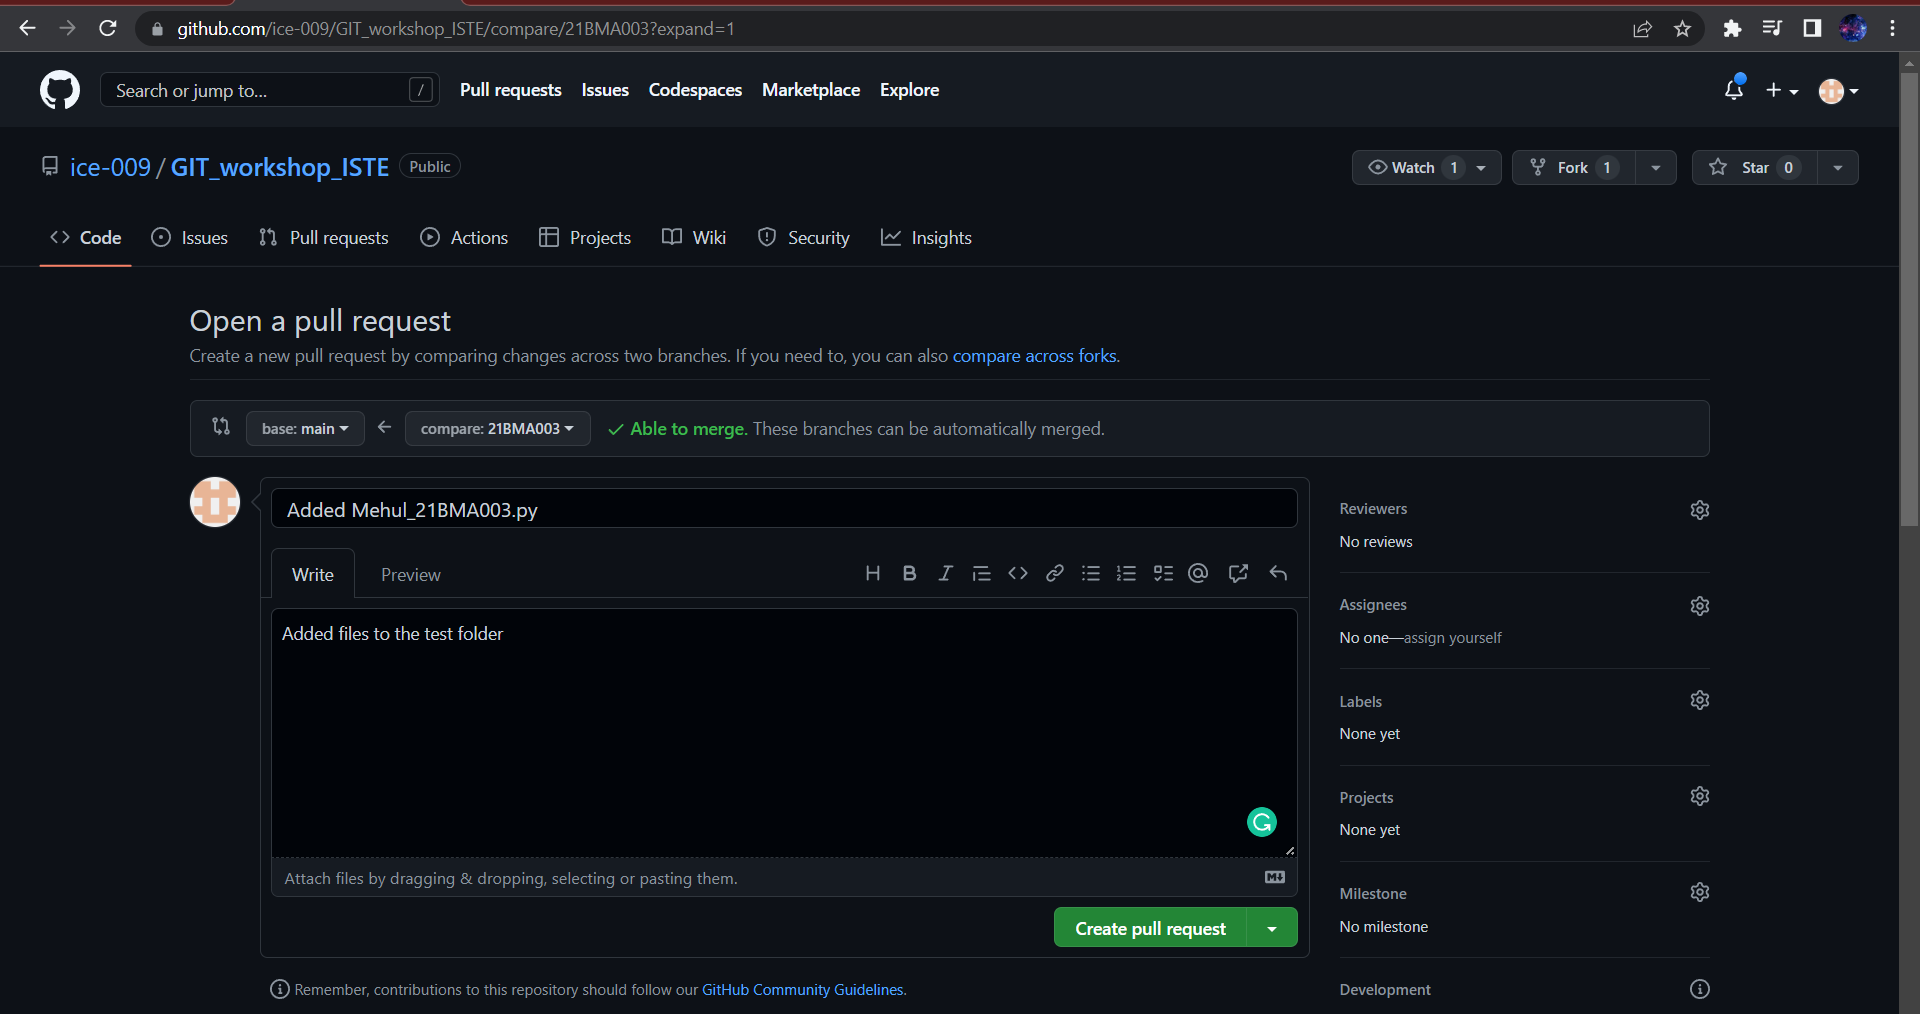 github.com/ice-009/GIT_workshop_ISTE/compare/21BMA003?expand=1
Search or jump to... /
Pull requests Issues Codespaces Marketplace Explore
ice-009 / GIT_workshop_ISTE Public
Watch 1 Fork 1 Star 0
Code Issues Pull requests Actions Projects Wiki Security Insights
Open a pull request
Create a new pull request by comparing changes across two branches. If you need to, you can also compare across forks.
base: main compare: 21BMA003 Able to merge. These branches can be automatically merged.
Added Mehul_21BMA003.py
Write Preview
Added files to the test folder
Attach files by dragging & dropping, selecting or pasting them.
Create pull request
Remember, contributions to this repository should follow our GitHub Community Guidelines.
Reviewers
No reviews
Assignees
No one—assign yourself
Labels
None yet
Projects
None yet
Milestone
No milestone
Development